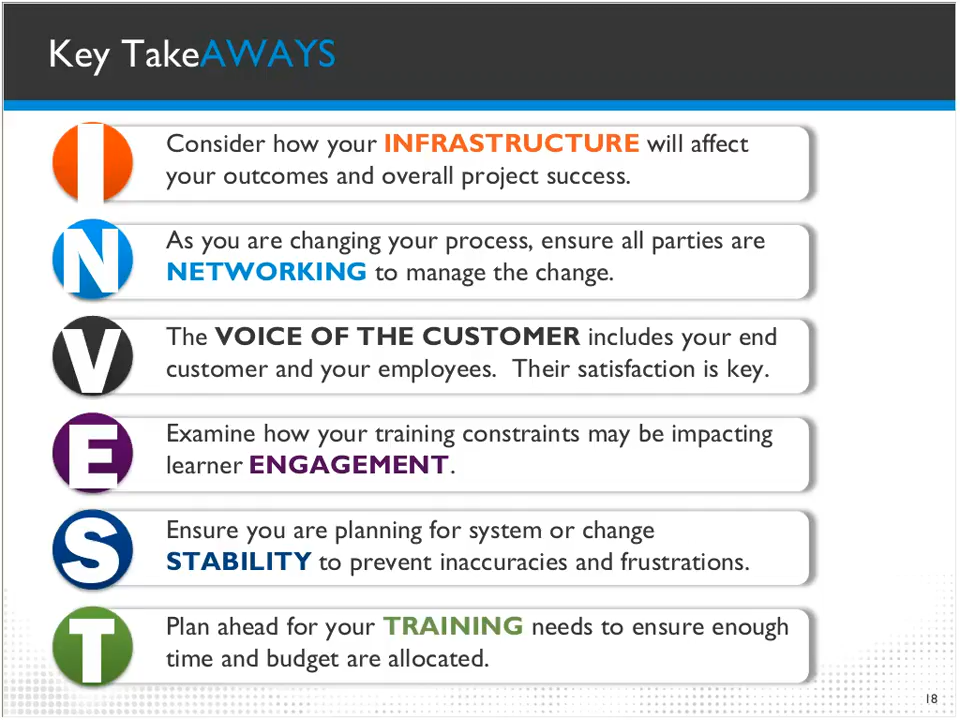 Key TakeAWAYS
I
Consider how your INFRASTRUCTURE will affect
your outcomes and overall project success.
N
As you are changing your process, ensure all parties are
NETWORKING to manage the change.
V
The VOICE OF THE CUSTOMER includes your end
customer and your employees.  Their satisfaction is key.
E
Examine how your training constraints may be impacting
learner ENGAGEMENT.
S
Ensure you are planning for system or change
STABILITY to prevent inaccuracies and frustrations.
T
Plan ahead for your TRAINING needs to ensure enough
time and budget are allocated.
18